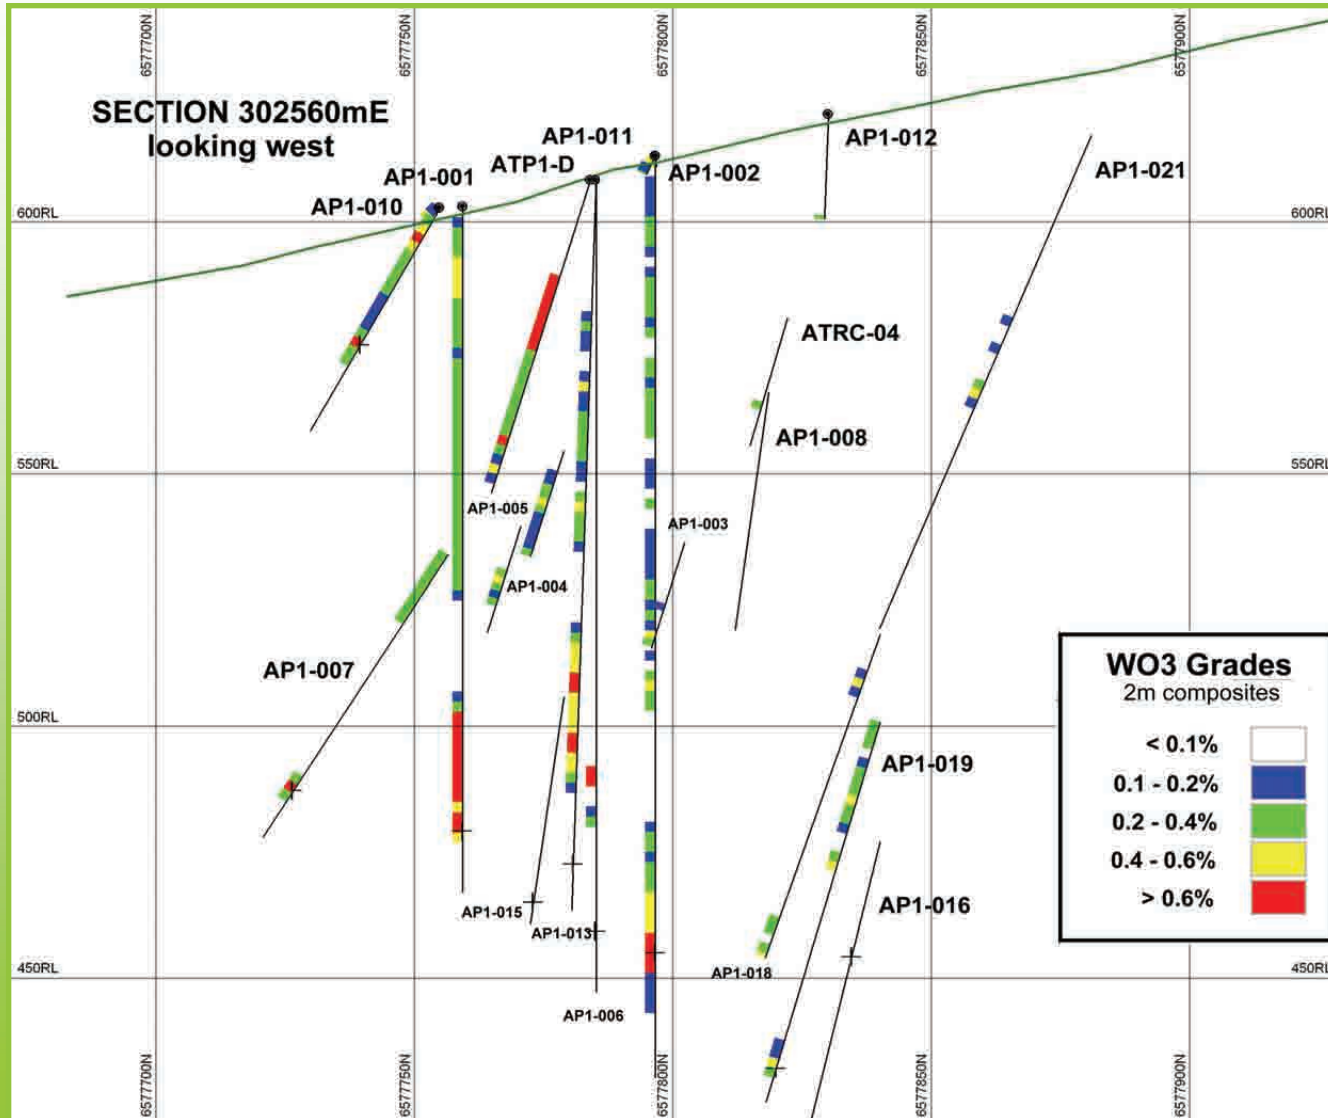 6577700N
6577750N
6577800N
6577850N
6577900N
SECTION 302560mE
looking west
AP1-011
AP1-012
ATP1-D
AP1-002
AP1-021
AP1-001
AP1-010
600RL
600RL
ATRC-04
AP1-008
550RL
550RL
AP1-005
AP1-003
AP1-004
AP1-007
WO3 Grades
2m composites
< 0.1%
0.1 - 0.2%
0.2 - 0.4%
0.4 - 0.6%
> 0.6%
500RL
AP1-019
AP1-015
AP1-016
AP1-013
AP1-018
450RL
450RL
AP1-006
6577700N
6577750N
6577800N
6577850N
6577900N